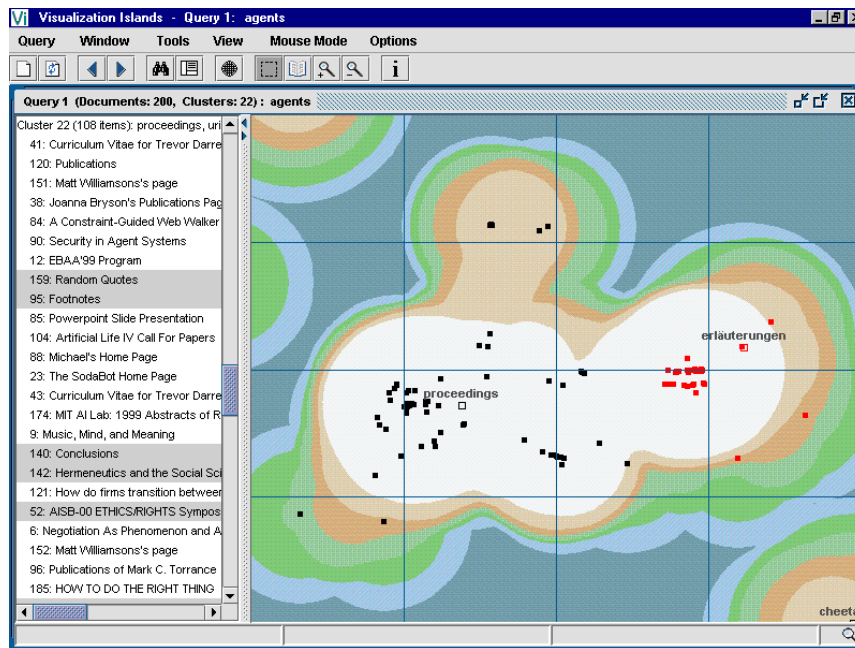 Vi Visualization Islands - Query 1: agents
Query Window Tools View Mouse Mode Options
i
Query 1 (Documents: 200, Clusters: 22) : agents
Cluster 22 (108 items): proceedings, uri
41: Curriculum Vitae for Trevor Darre
120: Publications
151: Matt Williamsons's page
38: Joanna Bryson's Publications Pag
84: A Constraint-Guided Web Walker
90: Security in Agent Systems
12: EBAA'99 Program
159: Random Quotes
95: Footnotes
85: Powerpoint Slide Presentation
104: Artificial Life IV Call For Papers
88: Michael's Home Page
23: The SodaBot Home Page
43: Curriculum Vitae for Trevor Darre
174: MIT AI Lab: 1999 Abstracts of R
9: Music, Mind, and Meaning
140: Conclusions
142: Hermeneutics and the Social Sci
121: How do firms transition between
52: AISB-00 ETHICS/RIGHTS Sympos
6: Negotiation As Phenomenon and A
152: Matt Williamsons's page
96: Publications of Mark C. Torrance
185: HOW TO DO THE RIGHT THING
erläuterungen
proceedings
cheeta